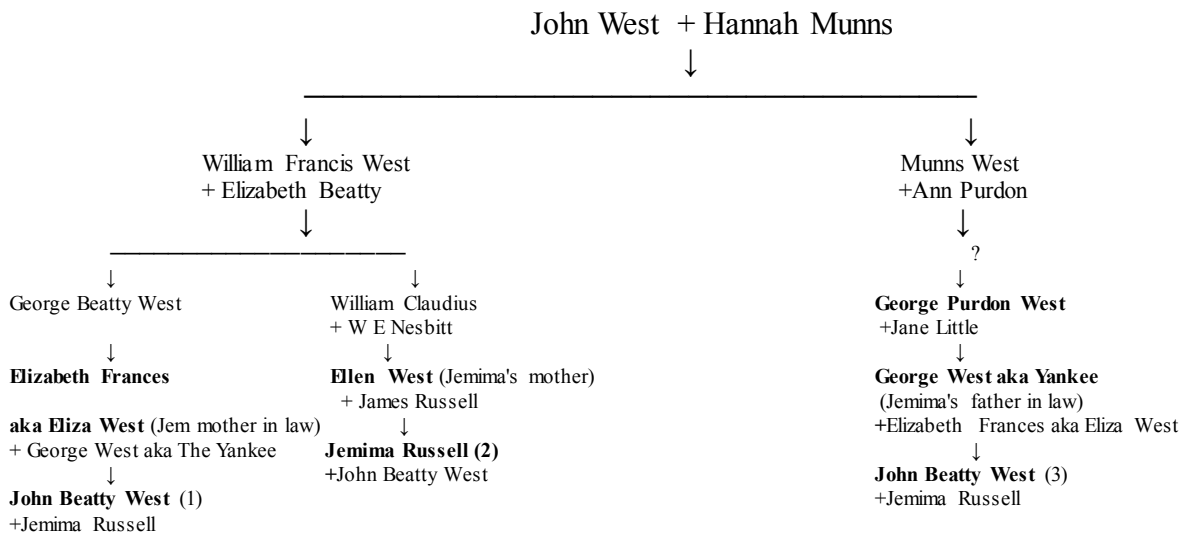 John West + Hannah Munns
↓
↓ ↓
William Francis West Munns West
+ Elizabeth Beatty +Ann Purdon
↓ ↓
?
↓ ↓ ↓
George Beatty West William Claudius George Purdon West
+ W E Nesbitt +Jane Little
↓ ↓ ↓
Elizabeth Frances Ellen West (Jemima's mother) George West aka Yankee
+ James Russell (Jemima's father in law)
aka Eliza West (Jem mother in law) ↓ +Elizabeth Frances aka Eliza West
+ George West aka The Yankee Jemima Russell (2) ↓
↓ +John Beatty West John Beatty West (3)
John Beatty West (1) +Jemima Russell
+Jemima Russell